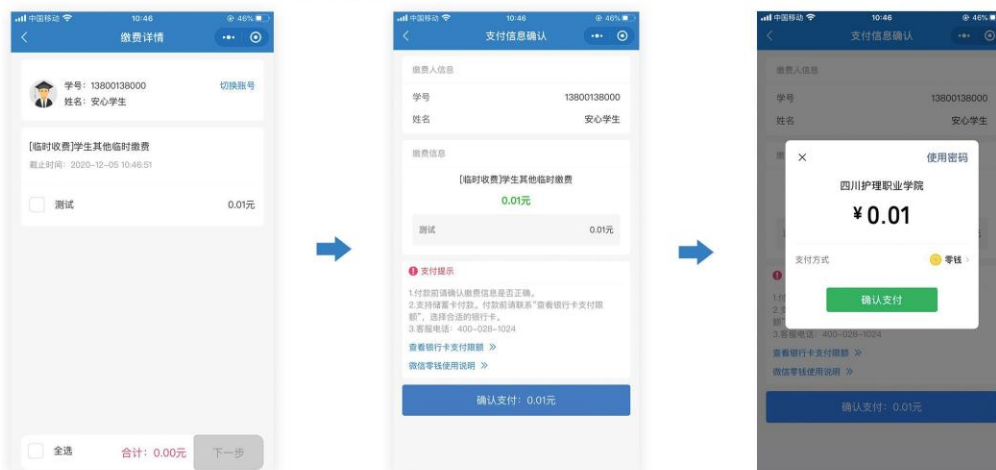 中国移动 10:46 46%
缴费详情
学号：13800138000 切换账号
姓名：安心学生
[临时收费]学生其他临时缴费
截止时间：2020-12-05 10:46:51
测试 0.01元
全选 合计：0.00元 下一步
中国移动 10:46 46%
支付信息确认
缴费人信息
学号 13800138000
姓名 安心学生
缴费信息
[临时收费]学生其他临时缴费
0.01元
测试 0.01元
支付提示
1.付款前请确认缴费信息是否正确。
2.支持储蓄卡付款。付款前请联系“查看银行卡支付限
额”，选择合适的银行卡。
3.客服电话：400-028-1024
查看银行卡支付限额 »
微信零钱使用说明 »
确认支付：0.01元
中国移动 10:46 46%
支付信息确认
缴费人信息
学号 13800138000
姓名 安心学生
× 使用密码
四川护理职业学院
¥0.01
支付方式 零钱
确认支付
3.客服电话：400-028-1024
查看银行卡支付限额 »
微信零钱使用说明 »
确认支付：0.01元